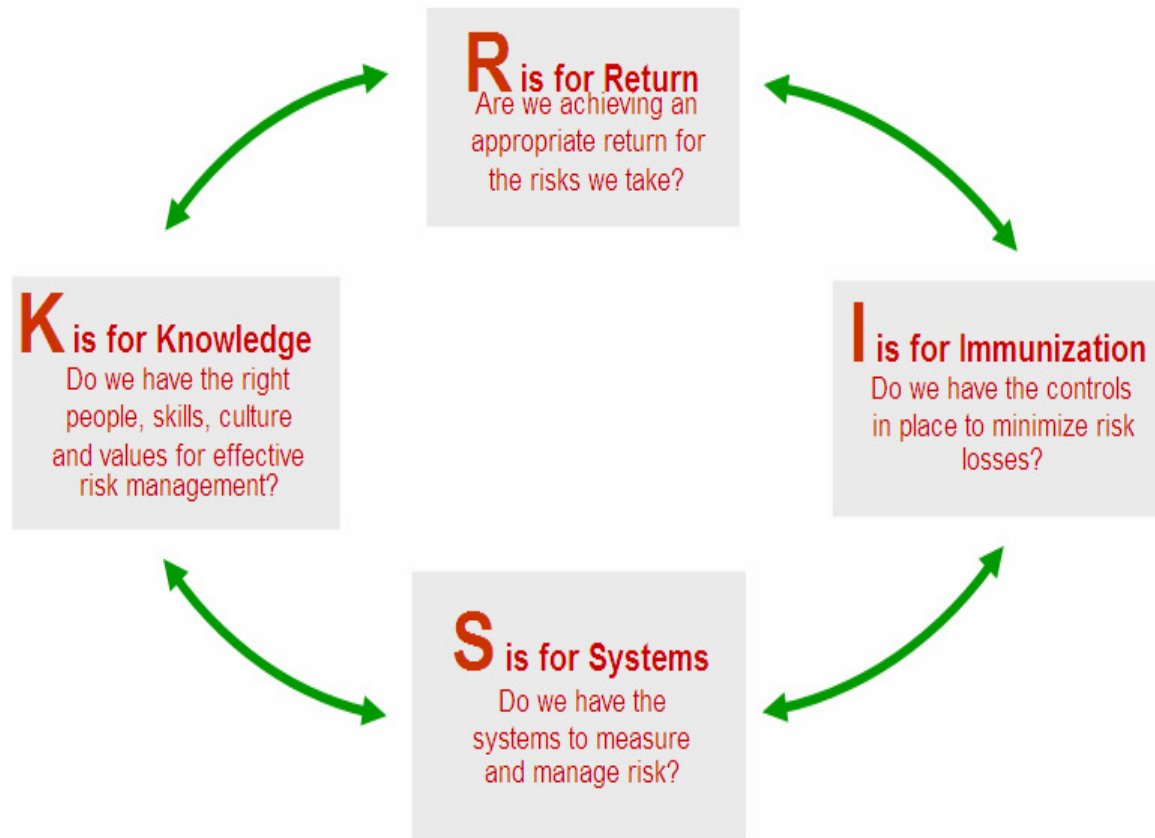 R is for Return
Are we achieving an
appropriate return for
the risks we take?
I is for Immunization
Do we have the controls
in place to minimize risk
losses?
S is for Systems
Do we have the
systems to measure
and manage risk?
K is for Knowledge
Do we have the right
people, skills, culture
and values for effective
risk management?